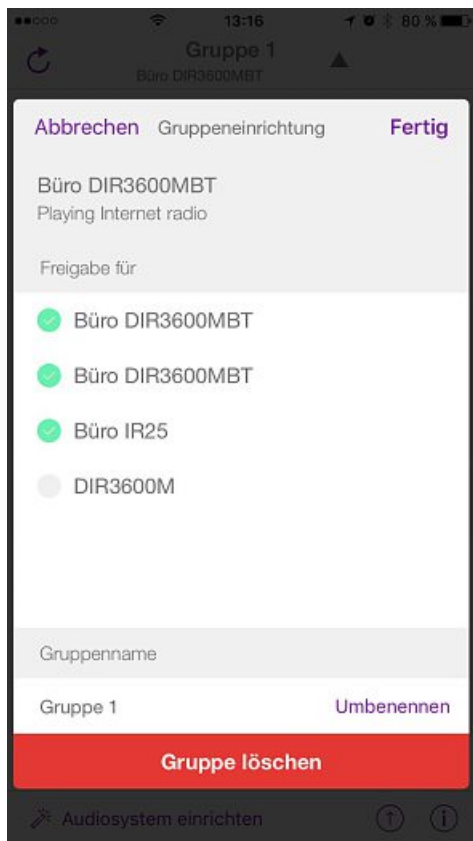 13:16 80 %
Gruppe 1
Büro DIR3600MBT
Abbrechen Gruppeneinrichtung Fertig
Büro DIR3600MBT
Playing Internet radio
Freigabe für
Büro DIR3600MBT
Büro DIR3600MBT
Büro IR25
DIR3600M
Gruppenname
Gruppe 1 Umbenennen
Gruppe löschen
Audiosystem einrichten